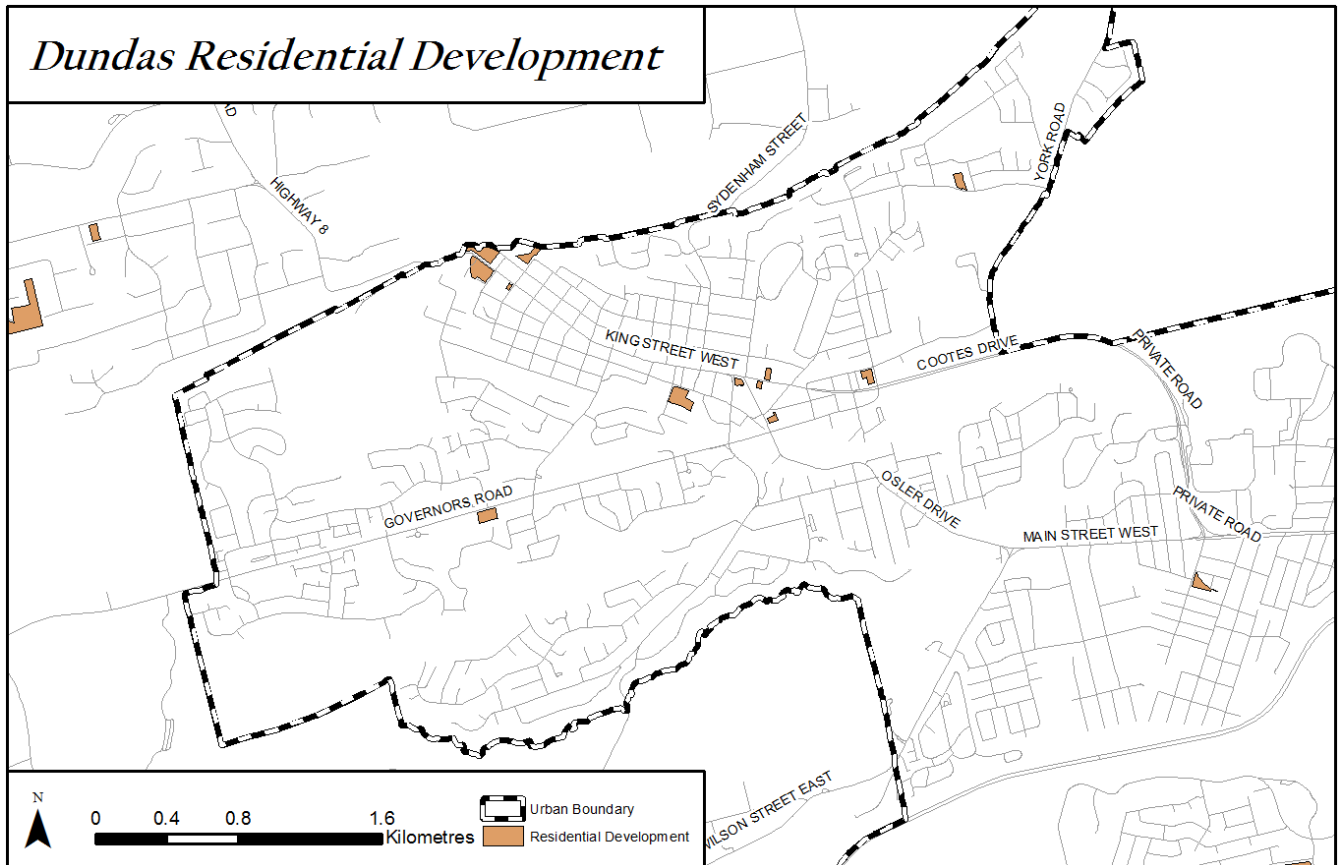 Dundas Residential Development
AD
HIGHWAY 8
SYDENHAM STREET
YORK ROAD
KING STREET WEST
COOTES DRIVE
PRIVATE ROAD
GOVERNORS ROAD
OSLER DRIVE
PRIVATE ROAD
MAIN STREET WEST
WILSON STREET EAST
N
0 0.4 0.8 1.6
Kilometres
Urban Boundary
Residential Development